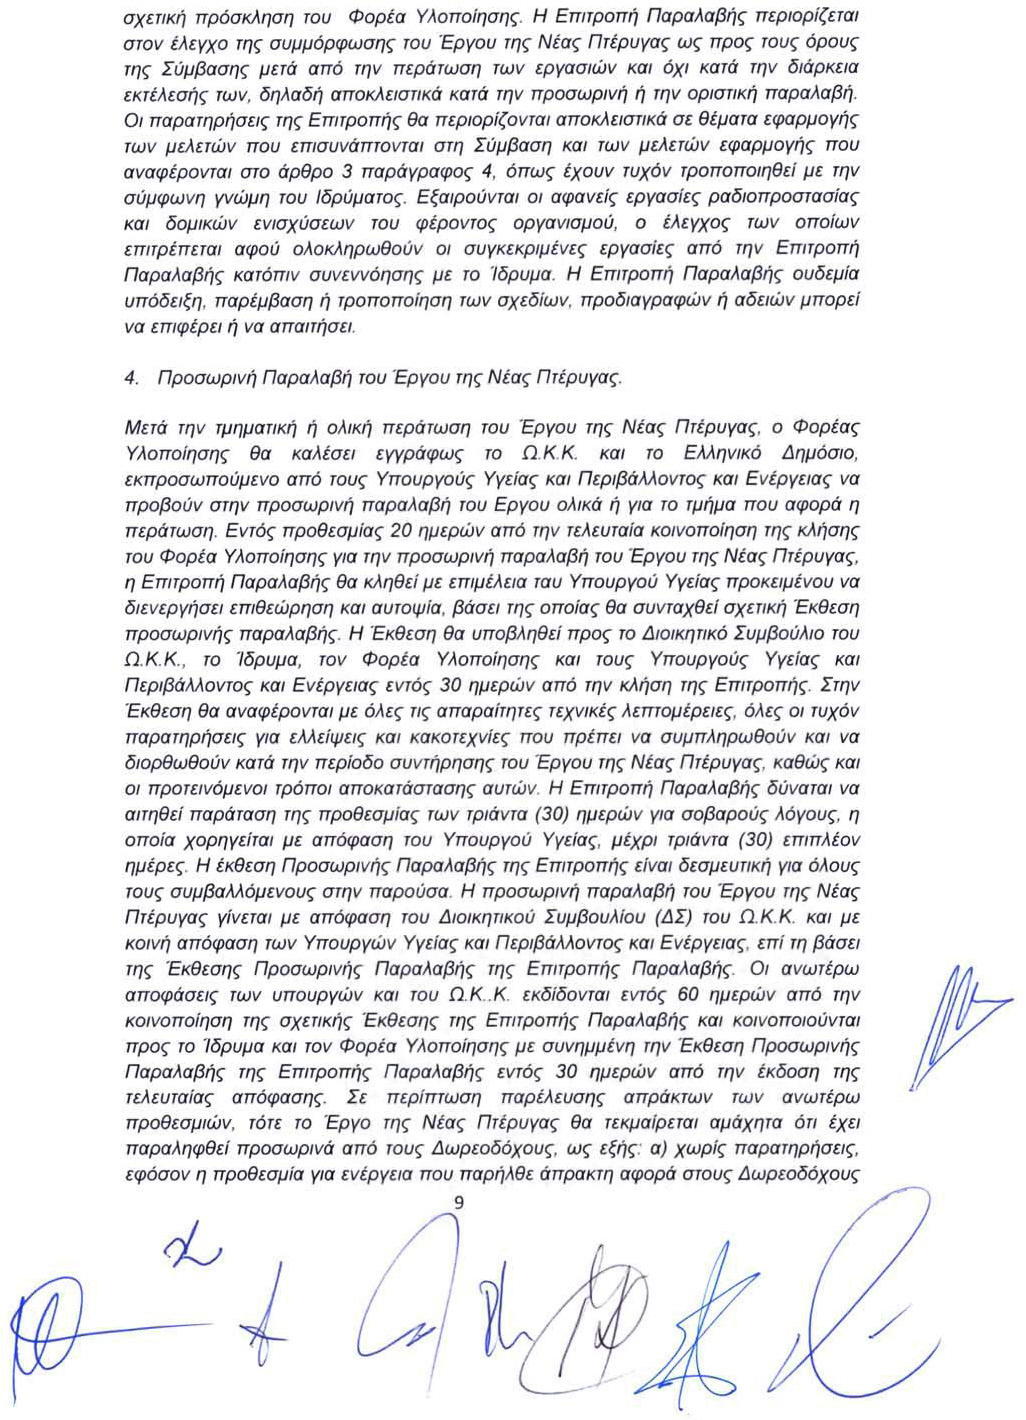 σχετική πρόσκληση του Φορέα Υλοποίησης. Η Επιτροπή Παραλαβής περιορίζεται
στον έλεγχο της συμμόρφωσης του Έργου της Νέας Πτέρυγας ως προς τους όρους
της Σύμβασης μετά από την περάτωση των εργασιών και όχι κατά την διάρκεια
εκτέλεσής των, δηλαδή αποκλειστικά κατά την προσωρινή ή την οριστική παραλαβή.
Οι παρατηρήσεις της Επιτροπής θα περιορίζονται αποκλειστικά σε θέματα εφαρμογής
των μελετών που επισυνάπτονται στη Σύμβαση και των μελετών εφαρμογής που
αναφέρονται στο άρθρο 3 παράγραφος 4, όπως έχουν τυχόν τροποποιηθεί με την
σύμφωνη γνώμη του Ιδρύματος. Εξαιρούνται οι αφανείς εργασίες ραδιοπροστασίας
και δομικών ενισχύσεων του φέροντος οργανισμού, ο έλεγχος των οποίων
επιτρέπεται αφού ολοκληρωθούν οι συγκεκριμένες εργασίες από την Επιτροπή
Παραλαβής κατόπιν συνεννόησης με το Ίδρυμα. Η Επιτροπή Παραλαβής ουδεμία
υπόδειξη, παρέμβαση ή τροποποίηση των σχεδίων, προδιαγραφών ή αδειών μπορεί
να επιφέρει ή να απαιτήσει.
4. Προσωρινή Παραλαβή του Έργου της Νέας Πτέρυγας.
Μετά την τμηματική ή ολική περάτωση του Έργου της Νέας Πτέρυγας, ο Φορέας
Υλοποίησης θα καλέσει εγγράφως το Ω.Κ.Κ. και το Ελληνικό Δημόσιο,
εκπροσωπούμενο από τους Υπουργούς Υγείας και Περιβάλλοντος και Ενέργειας να
προβούν στην προσωρινή παραλαβή του Εργου ολικά ή για το τμήμα που αφορά η
περάτωση. Εντός προθεσμίας 20 ημερών από την τελευταία κοινοποίηση της κλήσης
του Φορέα Υλοποίησης για την προσωρινή παραλαβή του Έργου της Νέας Πτέρυγας,
η Επιτροπή Παραλαβής θα κληθεί με επιμέλεια ταυ Υπουργού Υγείας προκειμένου να
διενεργήσει επιθεώρηση και αυτοψία, βάσει της οποίας θα συνταχθεί σχετική Έκθεση
προσωρινής παραλαβής. Η Έκθεση θα υποβληθεί προς το Διοικητικό Συμβούλιο του
Ω.Κ.Κ., το Ίδρυμα, τον Φορέα Υλοποίησης και τους Υπουργούς Υγείας και
Περιβάλλοντος και Ενέργειας εντός 30 ημερών από την κλήση της Επιτροπής. Στην
Έκθεση θα αναφέρονται με όλες τις απαραίτητες τεχνικές λεπτομέρειες, όλες οι τυχόν
παρατηρήσεις για ελλείψεις και κακοτεχνίες που πρέπει να συμπληρωθούν και να
διορθωθούν κατά την περίοδο συντήρησης του Έργου της Νέας Πτέρυγας, καθώς και
οι προτεινόμενοι τρόποι αποκατάστασης αυτών. Η Επιτροπή Παραλαβής δύναται να
αιτηθεί παράταση της προθεσμίας των τριάντα (30) ημερών για σοβαρούς λόγους, η
οποία χορηγείται με απόφαση του Υπουργού Υγείας, μέχρι τριάντα (30) επιπλέον
ημέρες. Η έκθεση Προσωρινής Παραλαβής της Επιτροπής είναι δεσμευτική για όλους
τους συμβαλλόμενους στην παρούσα. Η προσωρινή παραλαβή του Έργου της Νέας
Πτέρυγας γίνεται με απόφαση του Διοικητικού Συμβουλίου (ΔΣ) του Ω.Κ.Κ. και με
κοινή απόφαση των Υπουργών Υγείας και Περιβάλλοντος και Ενέργειας, επί τη βάσει
της Έκθεσης Προσωρινής Παραλαβής της Επιτροπής Παραλαβής. Οι ανωτέρω
αποφάσεις των υπουργών και του Ω.Κ..Κ. εκδίδονται εντός 60 ημερών από την
κοινοποίηση της σχετικής Έκθεσης της Επιτροπής Παραλαβής και κοινοποιούνται
προς το Ίδρυμα και τον Φορέα Υλοποίησης με συνημμένη την Έκθεση Προσωρινής
Παραλαβής της Επιτροπής Παραλαβής εντός 30 ημερών από την έκδοση της
τελευταίας απόφασης. Σε περίπτωση παρέλευσης απράκτων των ανωτέρω
προθεσμιών, τότε το Έργο της Νέας Πτέρυγας θα τεκμαίρεται αμάχητα ότι έχει
παραληφθεί προσωρινά από τους Δωρεοδόχους, ως εξής: α) χωρίς παρατηρήσεις,
εφόσον η προθεσμία για ενέργεια που παρήλθε άπρακτη αφορά στους Δωρεοδόχους
9